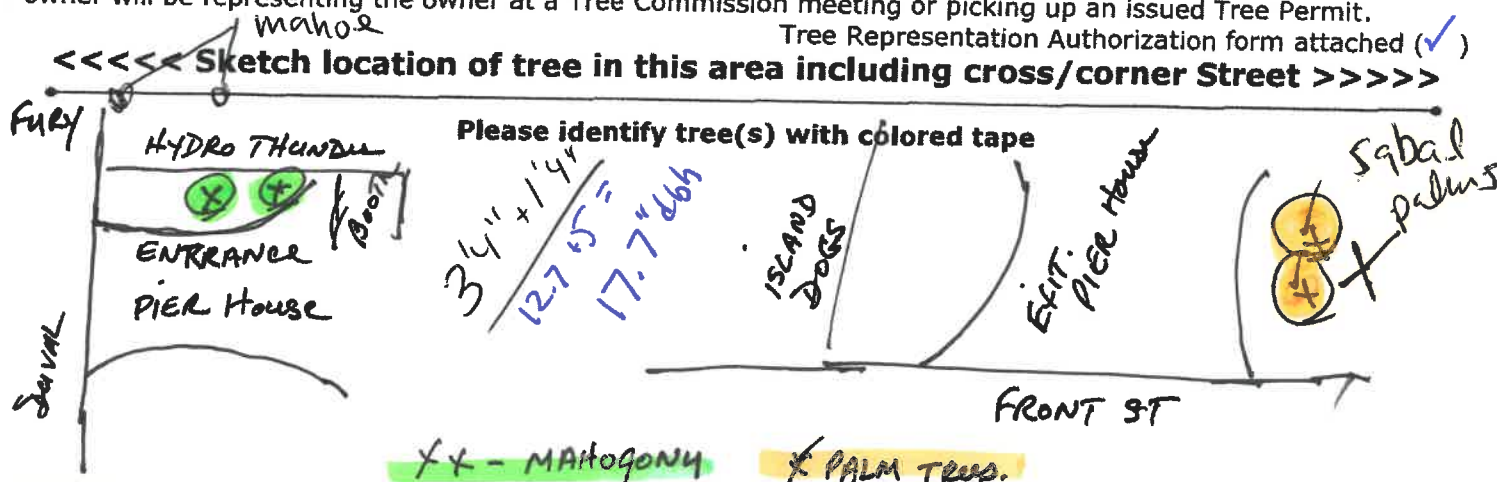 owner will be representing the owner at a Tree Commission meeting or picking up an issued Tree Permit.
mahoe
Tree Representation Authorization form attached (✓)
<<<<< Sketch location of tree in this area including cross/corner Street >>>>>
FURY
HYDRO THUNDER
Please identify tree(s) with colored tape
BOOTH
ENTRANCE
PIER HOUSE
3'4" + 1'4"
12.7 + 5 =
17.7" dbh
ISLAND
DOGS
EXIT.
PIER HOUSE
Sabal
palms
DUVAL
FRONT ST
XX - MAHOGONY
X PALM TREES.